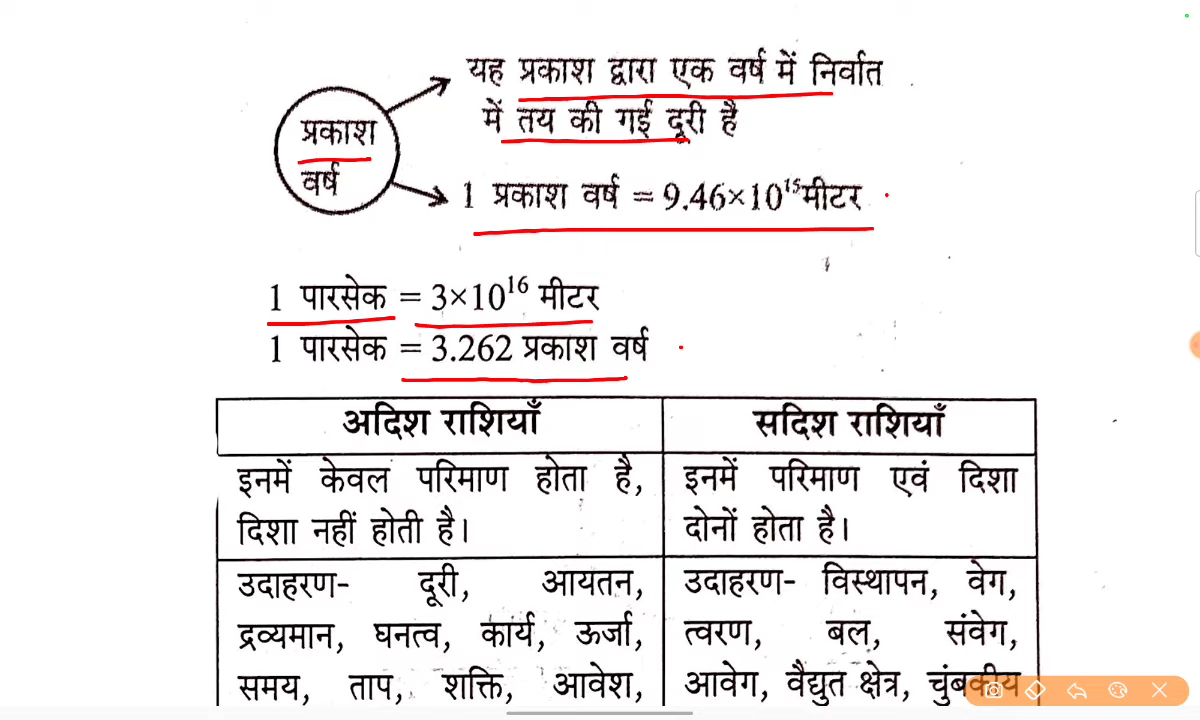 यह प्रकाश द्वारा एक वर्ष में निर्वात
में तय की गई दूरी है
प्रकाश
वर्ष
1 प्रकाश वर्ष = 9.46×10¹⁵मीटर
1 पारसेक = 3×10¹⁶ मीटर
1 पारसेक = 3.262 प्रकाश वर्ष
अदिश राशियाँ
इनमें केवल परिमाण होता है,
दिशा नहीं होती है।
उदाहरण- दूरी, आयतन,
द्रव्यमान, घनत्व, कार्य, ऊर्जा,
समय, ताप, शक्ति, आवेश,
सदिश राशियाँ
इनमें परिमाण एवं दिशा
दोनों होता है।
उदाहरण- विस्थापन, वेग,
त्वरण, बल, संवेग,
आवेग, वैद्युत क्षेत्र, चुंबकीय